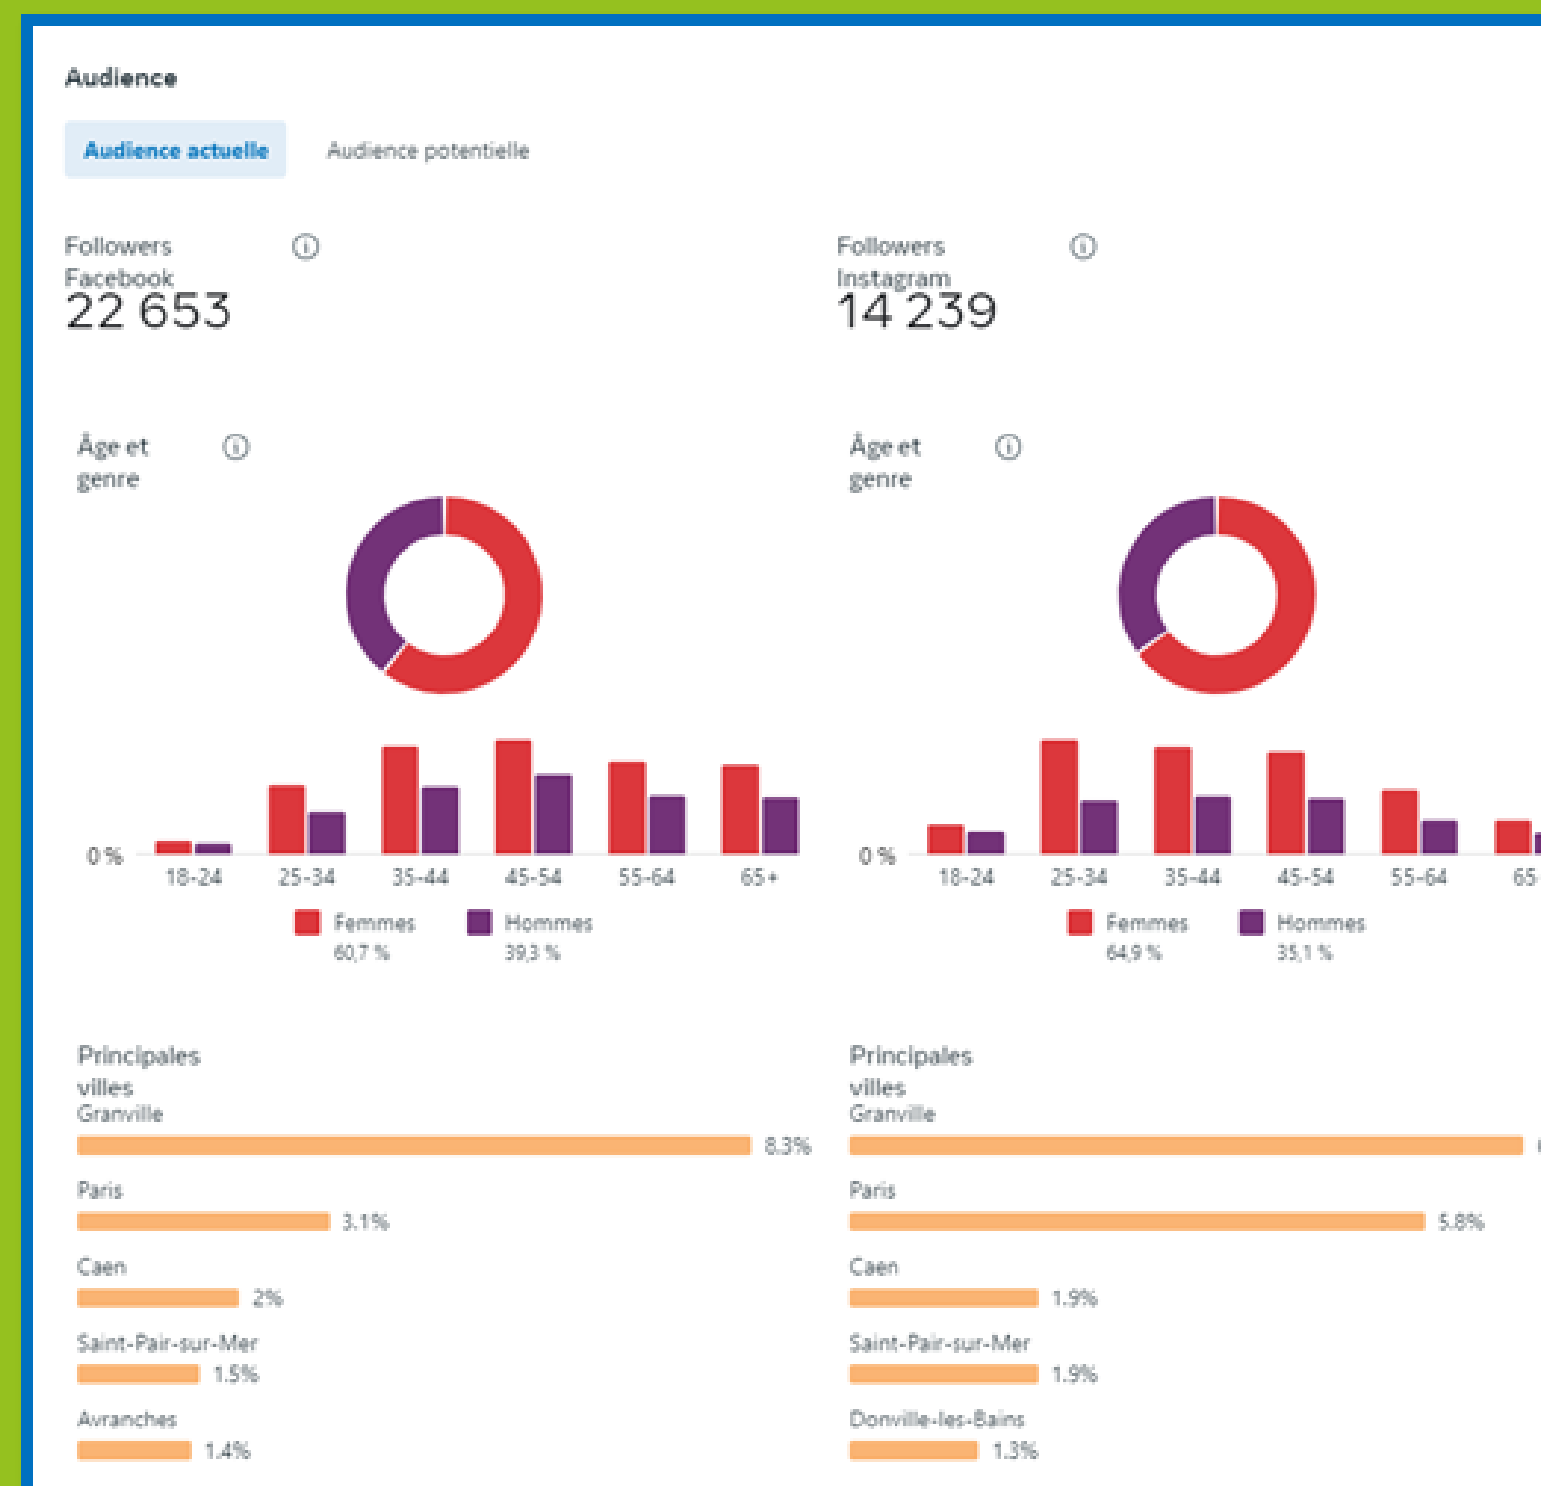 Audience
Audience actuelle
Audience potentielle
Followers
Facebook
22 653
Âge et
genre
0 %
18-24
25-34
35-44
45-54
55-64
65+
Femmes
60,7 %
Hommes
39,3 %
Principales
villes
Granville
8.3%
Paris
3.1%
Caen
2%
Saint-Pair-sur-Mer
1.5%
Avranches
1.4%
Followers
Instagram
14 239
Âge et
genre
0 %
18-24
25-34
35-44
45-54
55-64
65
Femmes
64,9 %
Hommes
35,1 %
Principales
villes
Granville
Paris
5.8%
Caen
1.9%
Saint-Pair-sur-Mer
1.9%
Donville-les-Bains
1.3%